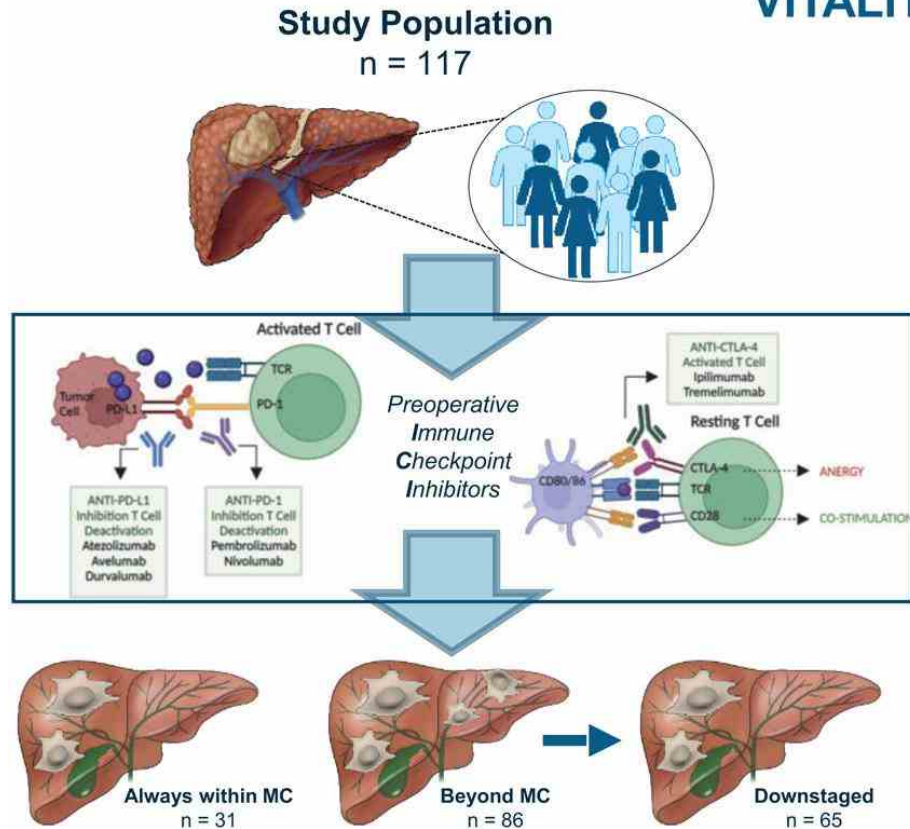 Study Population
n = 117
Activated T Cell
TCR
Tumor
Cell
PD-L1
PD-1
ANTI-PD-L1
Inhibition T Cell
Deactivation
Atezolizumab
Avelumab
Durvalumab
ANTI-PD-1
Inhibition T Cell
Deactivation
Pembrolizumab
Nivolumab
Preoperative
Immune
Checkpoint
Inhibitors
ANTI-CTLA-4
Activated T Cell
Ipilimumab
Tremelimumab
Resting T Cell
CD80/86
CTLA-4
TCR
CD28
ANERGY
CO-STIMULATION
Always within MC
n = 31
Beyond MC
n = 86
Downstaged
n = 65